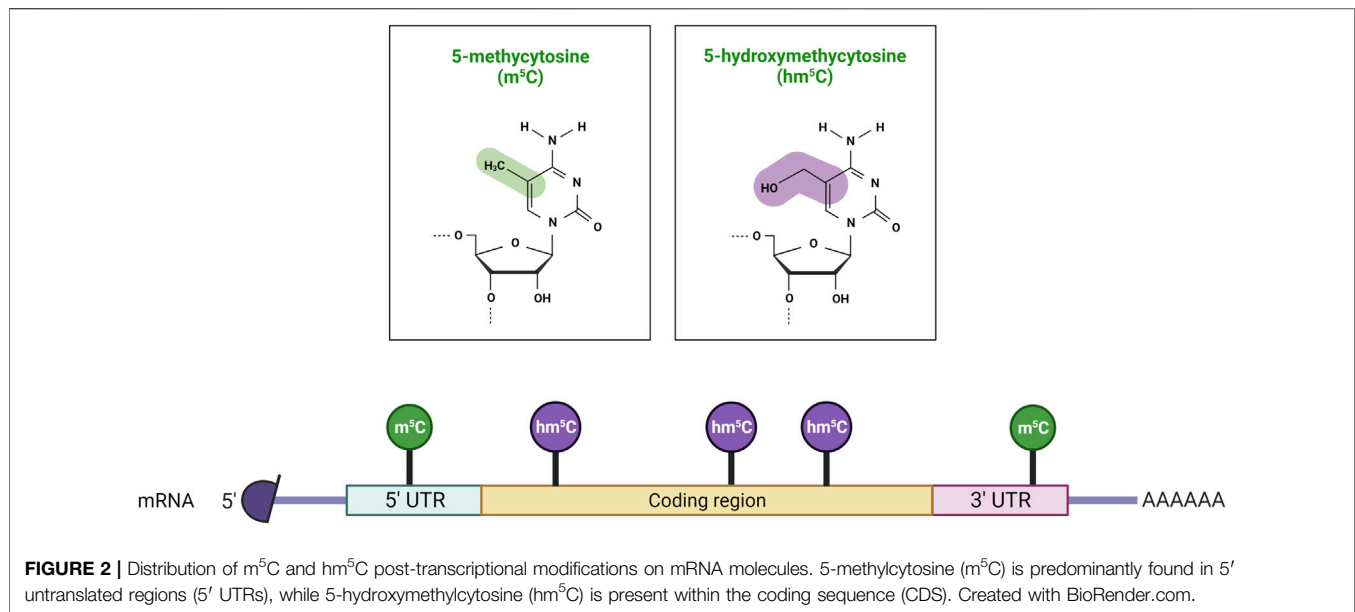 5-methycytosine
(m⁵C)
5-hydroxymethycytosine
(hm⁵C)
H H
N
H₃C
N
N
O
O
O
O
OH
H H
N
HO
N
N
O
O
O
O
OH
m⁵C hm⁵C hm⁵C hm⁵C m⁵C
mRNA 5' 5' UTR Coding region 3' UTR AAAAAA
FIGURE 2 | Distribution of m⁵C and hm⁵C post-transcriptional modifications on mRNA molecules. 5-methylcytosine (m⁵C) is predominantly found in 5′
untranslated regions (5′ UTRs), while 5-hydroxymethylcytosine (hm⁵C) is present within the coding sequence (CDS). Created with BioRender.com.